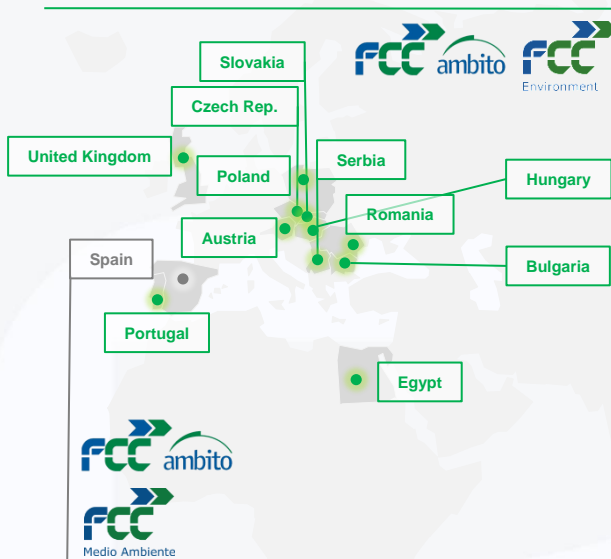 FCC ambito
FCC
Environment
Slovakia
Czech Rep.
United Kingdom
Poland
Serbia
Hungary
Romania
Austria
Spain
Bulgaria
Portugal
Egypt
FCC ambito
FCC
Medio Ambiente